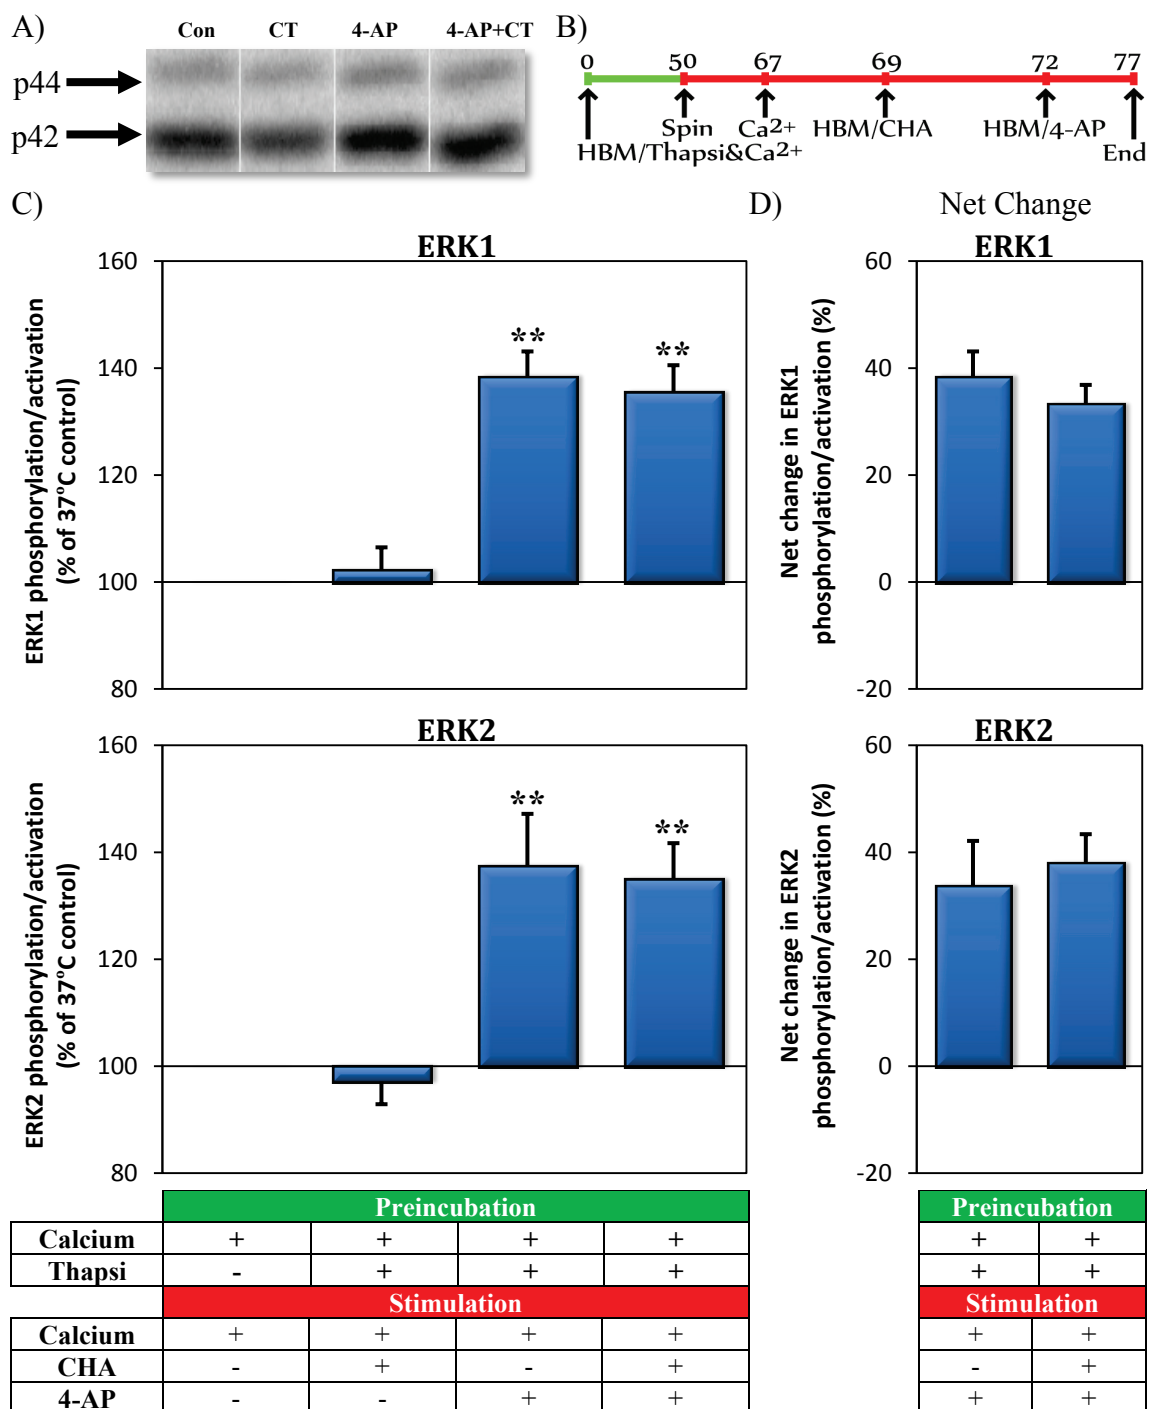 A)
Con CT 4-AP 4-AP+CT
p44
p42
B)
0 50 67 69 72 77
Spin Ca2+ HBM/CHA HBM/4-AP
HBM/Thapsi&Ca2+ End
C)
ERK1
160
140
120
100
80
ERK1 phosphorylation/activation
(% of 37°C control)
** **
D) Net Change
ERK1
60
40
20
0
-20
Net change in ERK1
phosphorylation/activation (%)
ERK2
160
140
120
100
80
ERK2 phosphorylation/activation
(% of 37°C control)
** **
ERK2
60
40
20
0
-20
Net change in ERK2
phosphorylation/activation (%)
Preincubation Preincubation
Calcium + + + + + +
Thapsi - + + + + +
Stimulation Stimulation
Calcium + + + + + +
CHA - + - + - +
4-AP - - + + + +